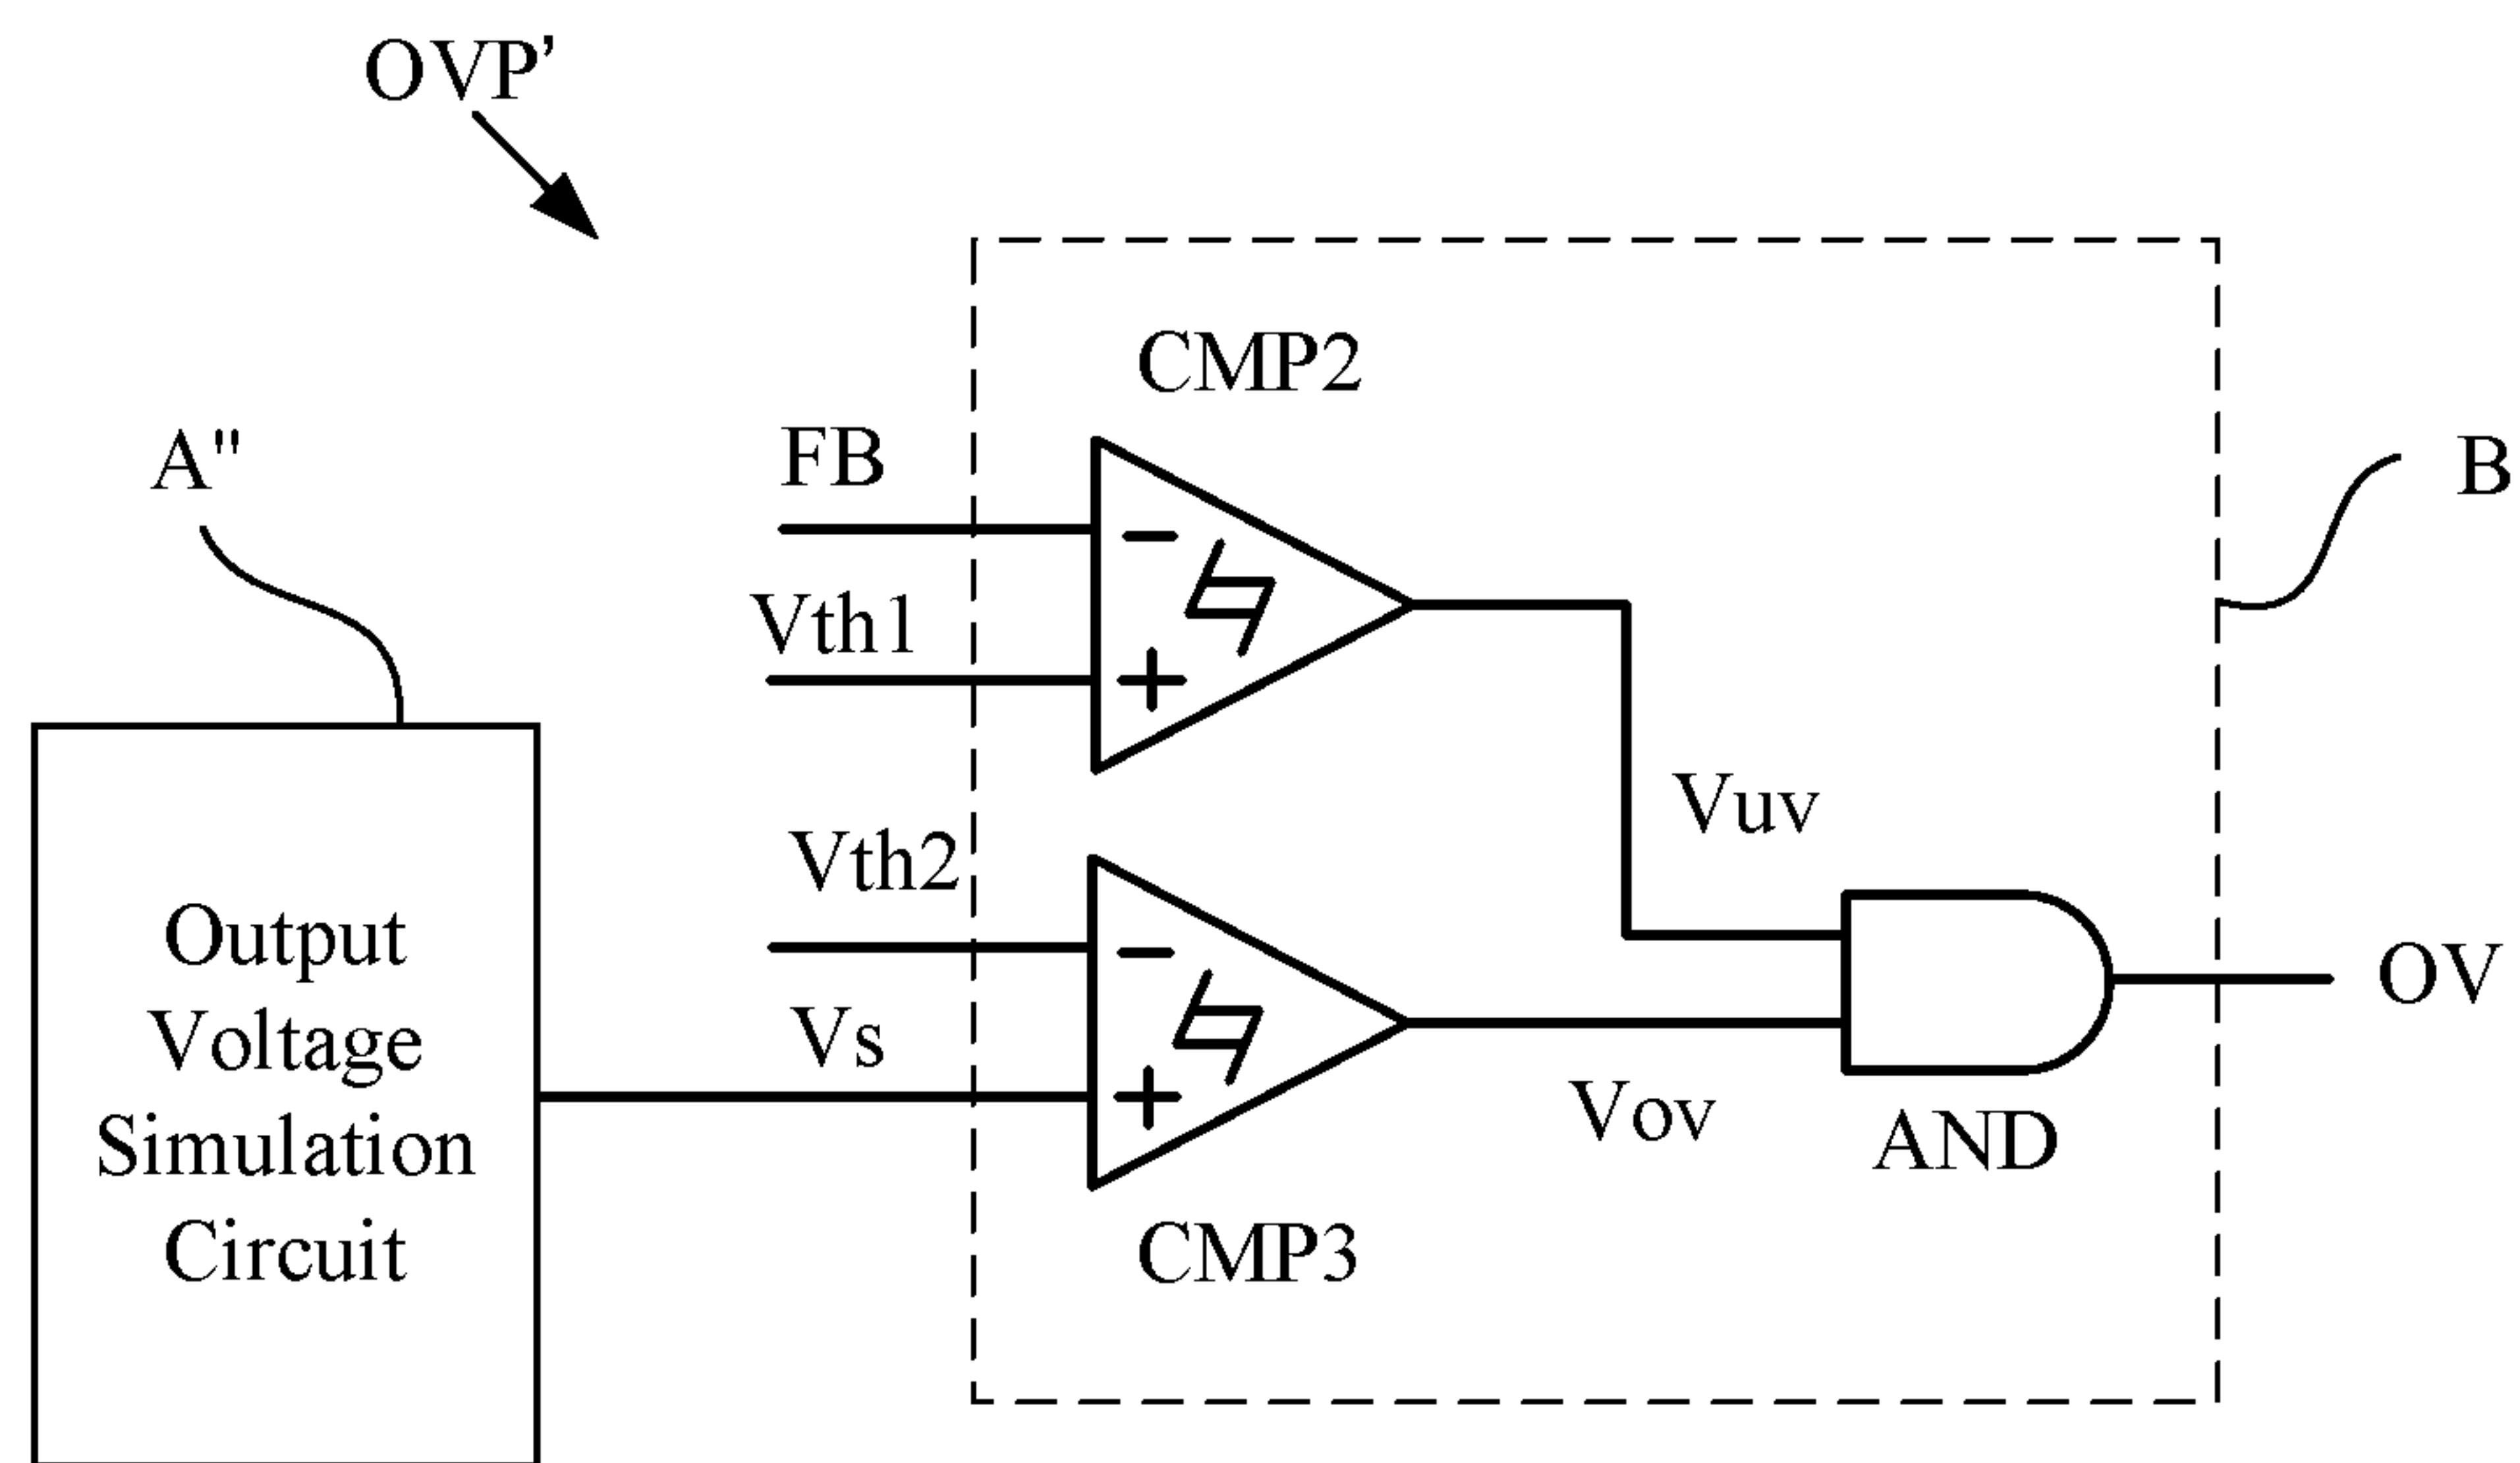 OVP’
CMP2
A"
FB
B
Vth1
Vuv
Vth2
Output
Voltage
Simulation
Circuit
Vs
OV
Vov
AND
CMP3